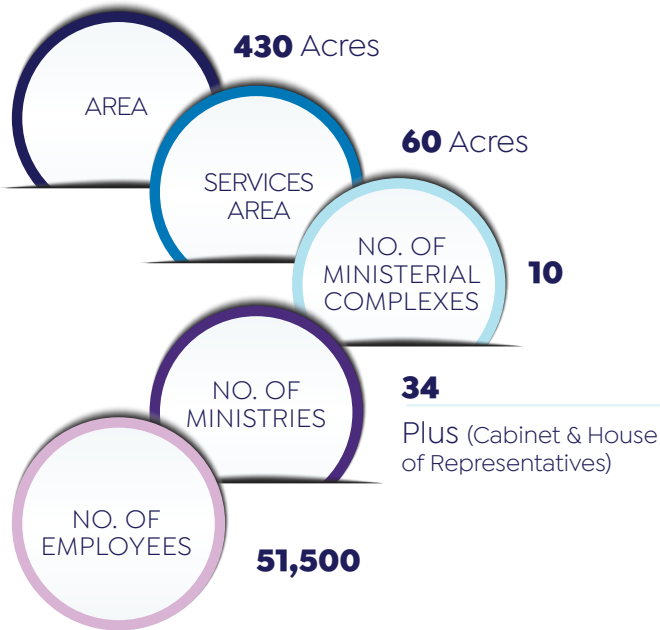 AREA
430 Acres
SERVICES
AREA
60 Acres
NO. OF
MINISTERIAL
COMPLEXES
10
NO. OF
MINISTRIES
34
Plus (Cabinet & House
of Representatives)
NO. OF
EMPLOYEES
51,500